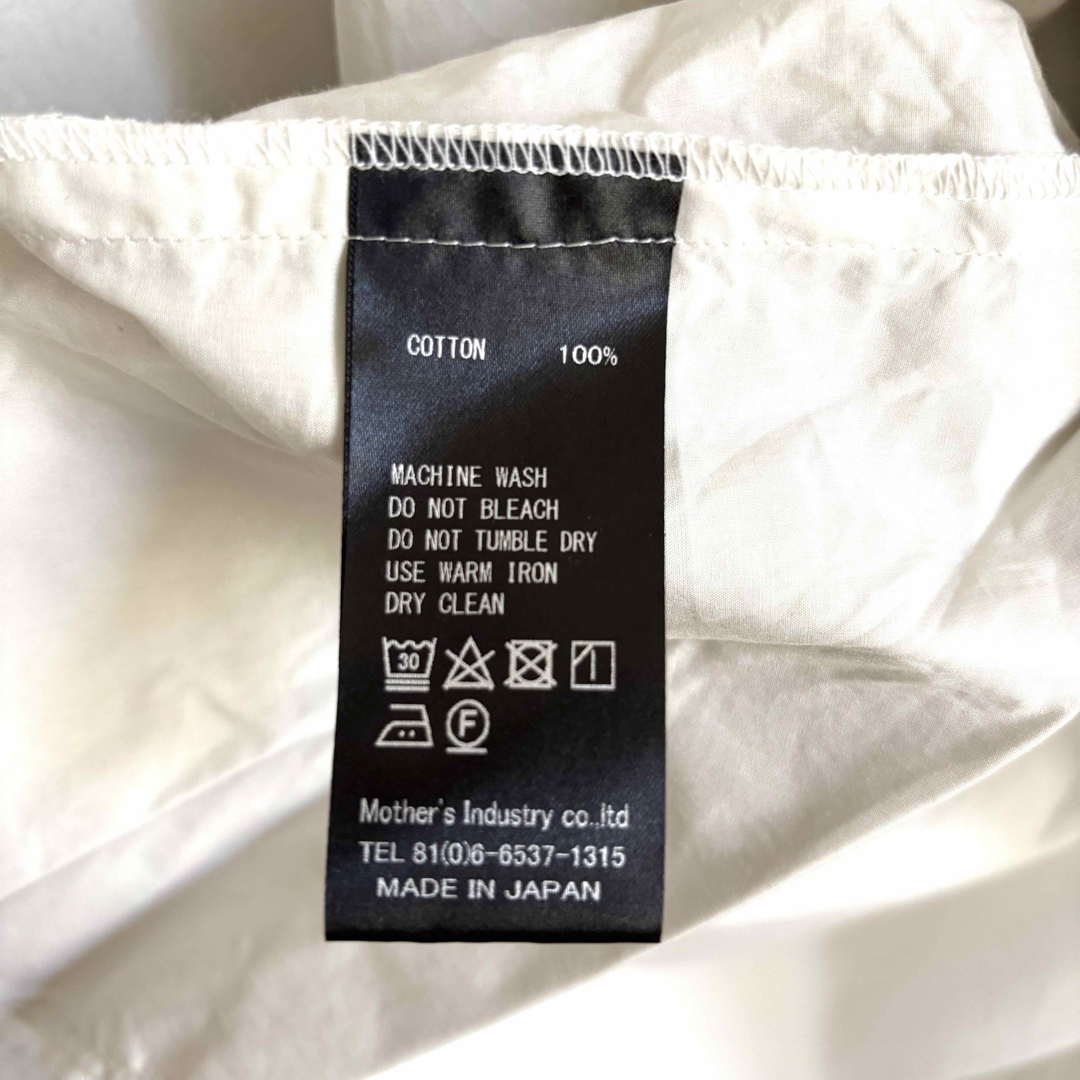 COTTON 100%
MACHINE WASH
DO NOT BLEACH
DO NOT TUMBLE DRY
USE WARM IRON
DRY CLEAN
30
F
Mother's Industry co.,ltd
TEL 81(0)6-6537-1315
MADE IN JAPAN